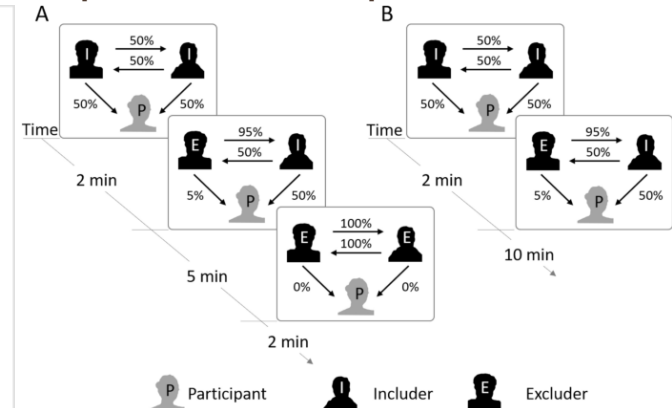 A
I
50%
50%
I
50%
P
50%
Time
E
95%
50%
I
5%
P
50%
2 min
E
100%
100%
E
0%
P
0%
5 min
2 min
B
I
50%
50%
I
50%
P
50%
Time
E
95%
50%
I
5%
P
50%
2 min
10 min
P Participant
I Includer
E Excluder